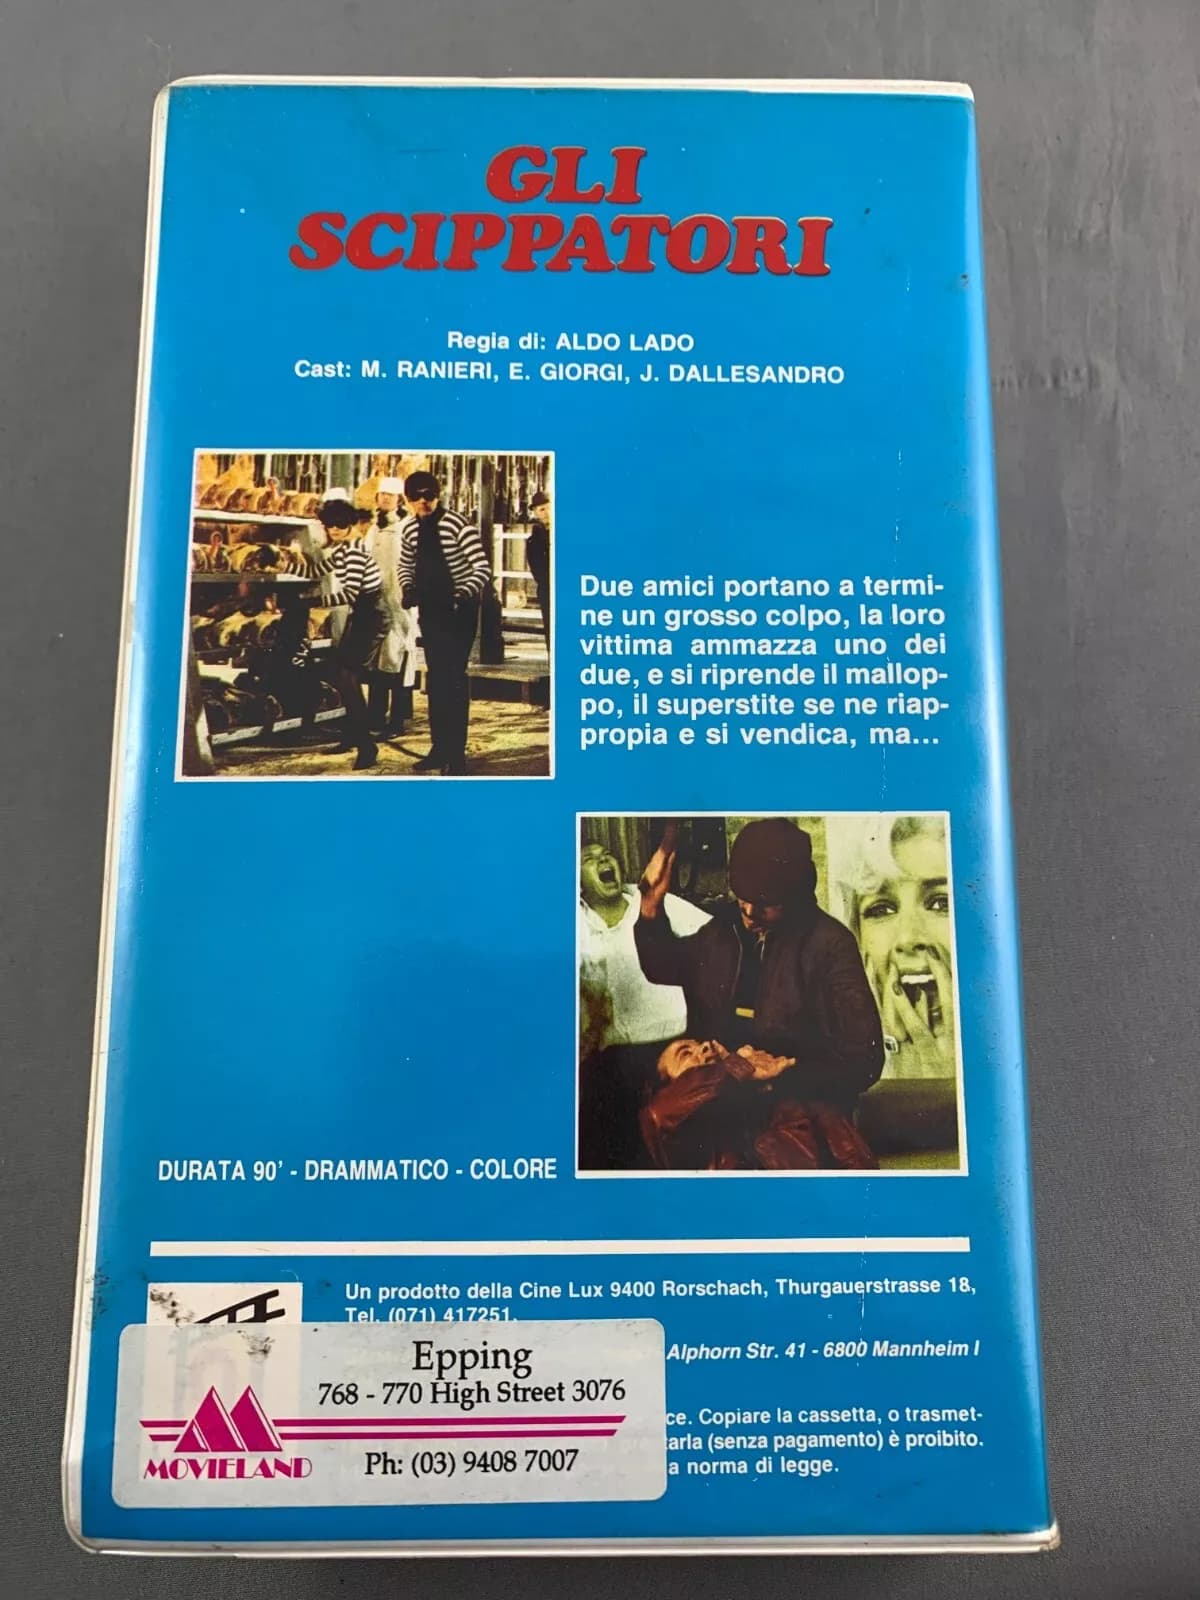 GLI
SCIPPATORI
Regia di: ALDO LADO
Cast: M. RANIERI, E. GIORGI, J. DALLESANDRO
Due amici portano a termi-
ne un grosso colpo, la loro
vittima ammazza uno dei
due, e si riprende il mallop-
po, il superstite se ne riap-
propia e si vendica, ma...
DURATA 90' - DRAMMATICO - COLORE
Un prodotto della Cine Lux 9400 Rorschach, Thurgauerstrasse 18,
Tel. (071) 417251.
Alphorn Str. 41 - 6800 Mannheim I
ce. Copiare la cassetta, o trasmet-
arla (senza pagamento) è proibito.
a norma di legge.
Epping
768 - 770 High Street 3076
MOVIELAND
Ph: (03) 9408 7007